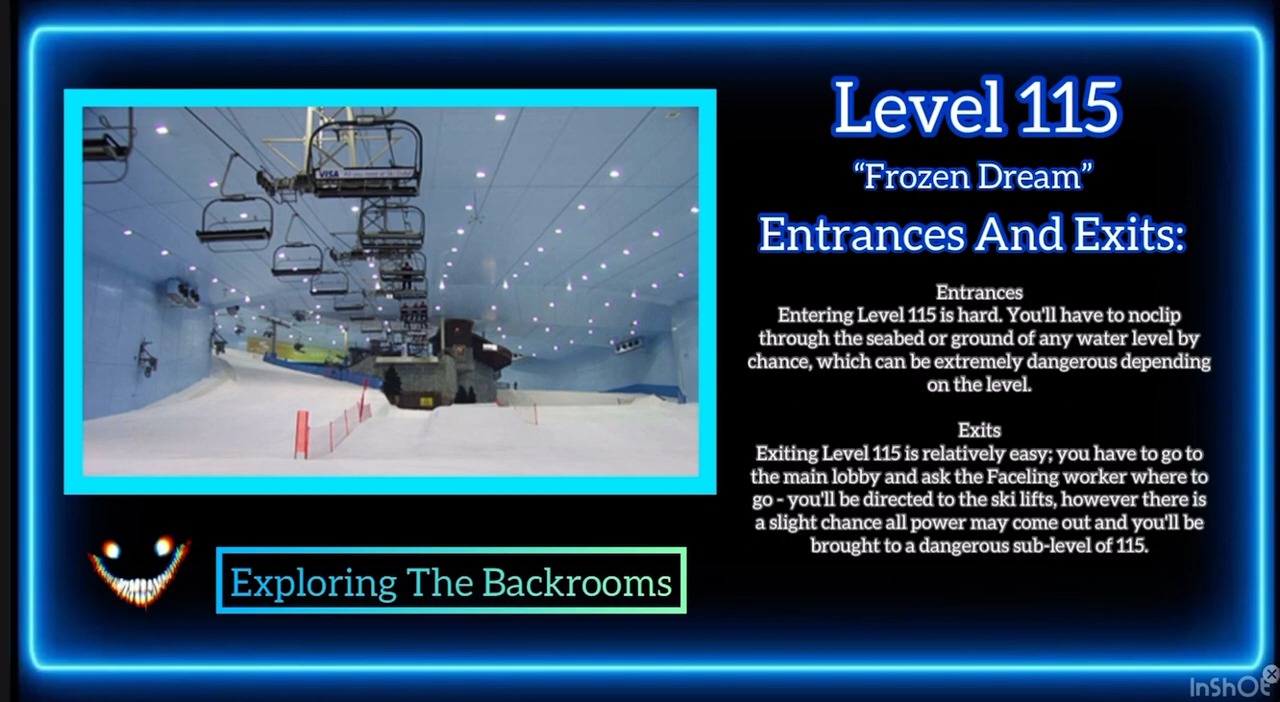 Level 115
“Frozen Dream”
Entrances And Exits:
Entrances
Entering Level 115 is hard. You'll have to noclip
through the seabed or ground of any water level by
chance, which can be extremely dangerous depending
on the level.
Exits
Exiting Level 115 is relatively easy; you have to go to
the main lobby and ask the Faceling worker where to
go - you'll be directed to the ski lifts, however there is
a slight chance all power may come out and you'll be
brought to a dangerous sub-level of 115.
VISA
Exploring The Backrooms
InShOt